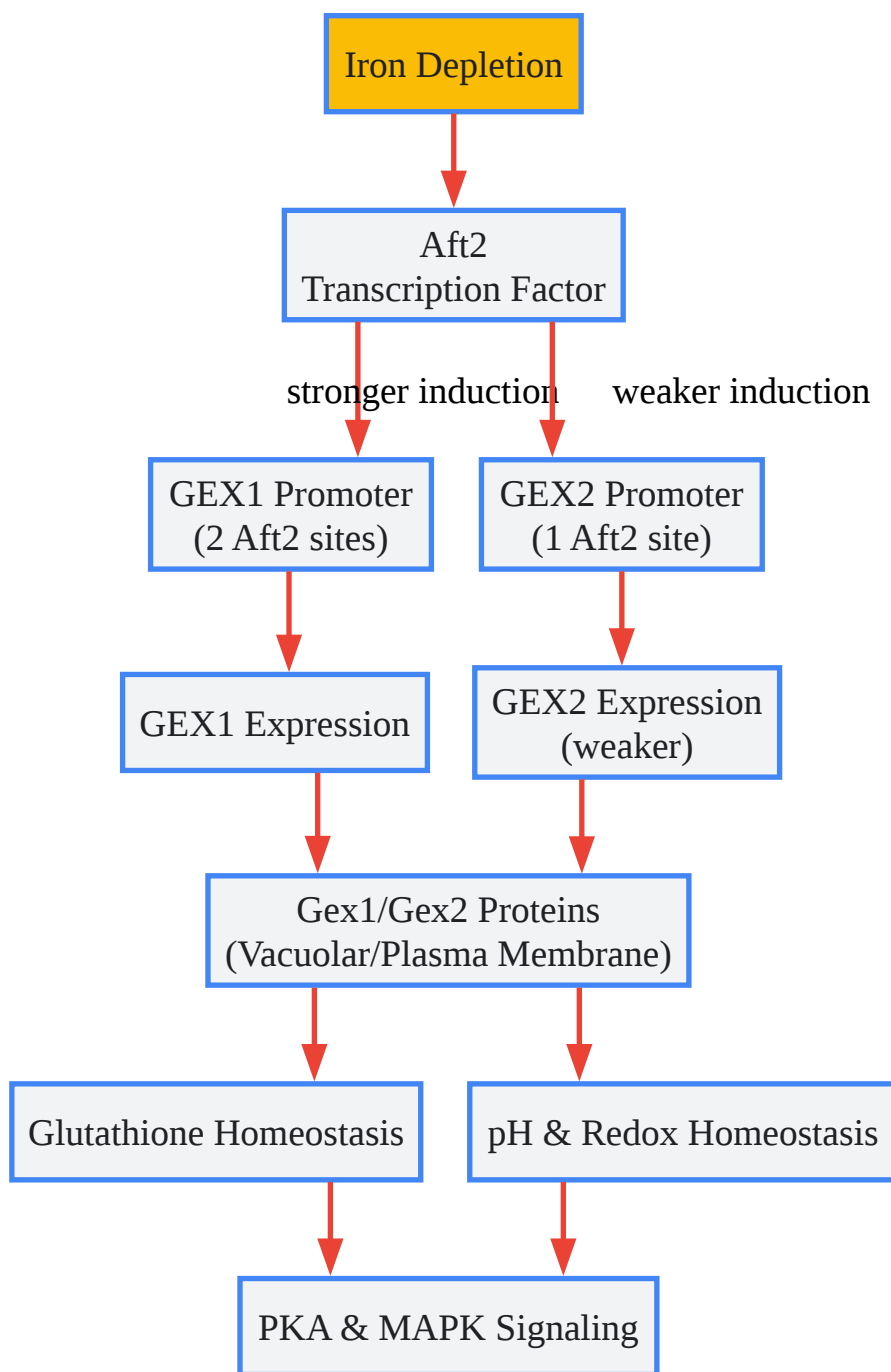 Iron Depletion
Aft2
Transcription Factor
stronger induction
weaker induction
GEX1 Promoter
(2 Aft2 sites)
GEX2 Promoter
(1 Aft2 site)
GEX1 Expression
GEX2 Expression
(weaker)
Gex1/Gex2 Proteins
(Vacuolar/Plasma Membrane)
Glutathione Homeostasis
pH & Redox Homeostasis
PKA & MAPK Signaling